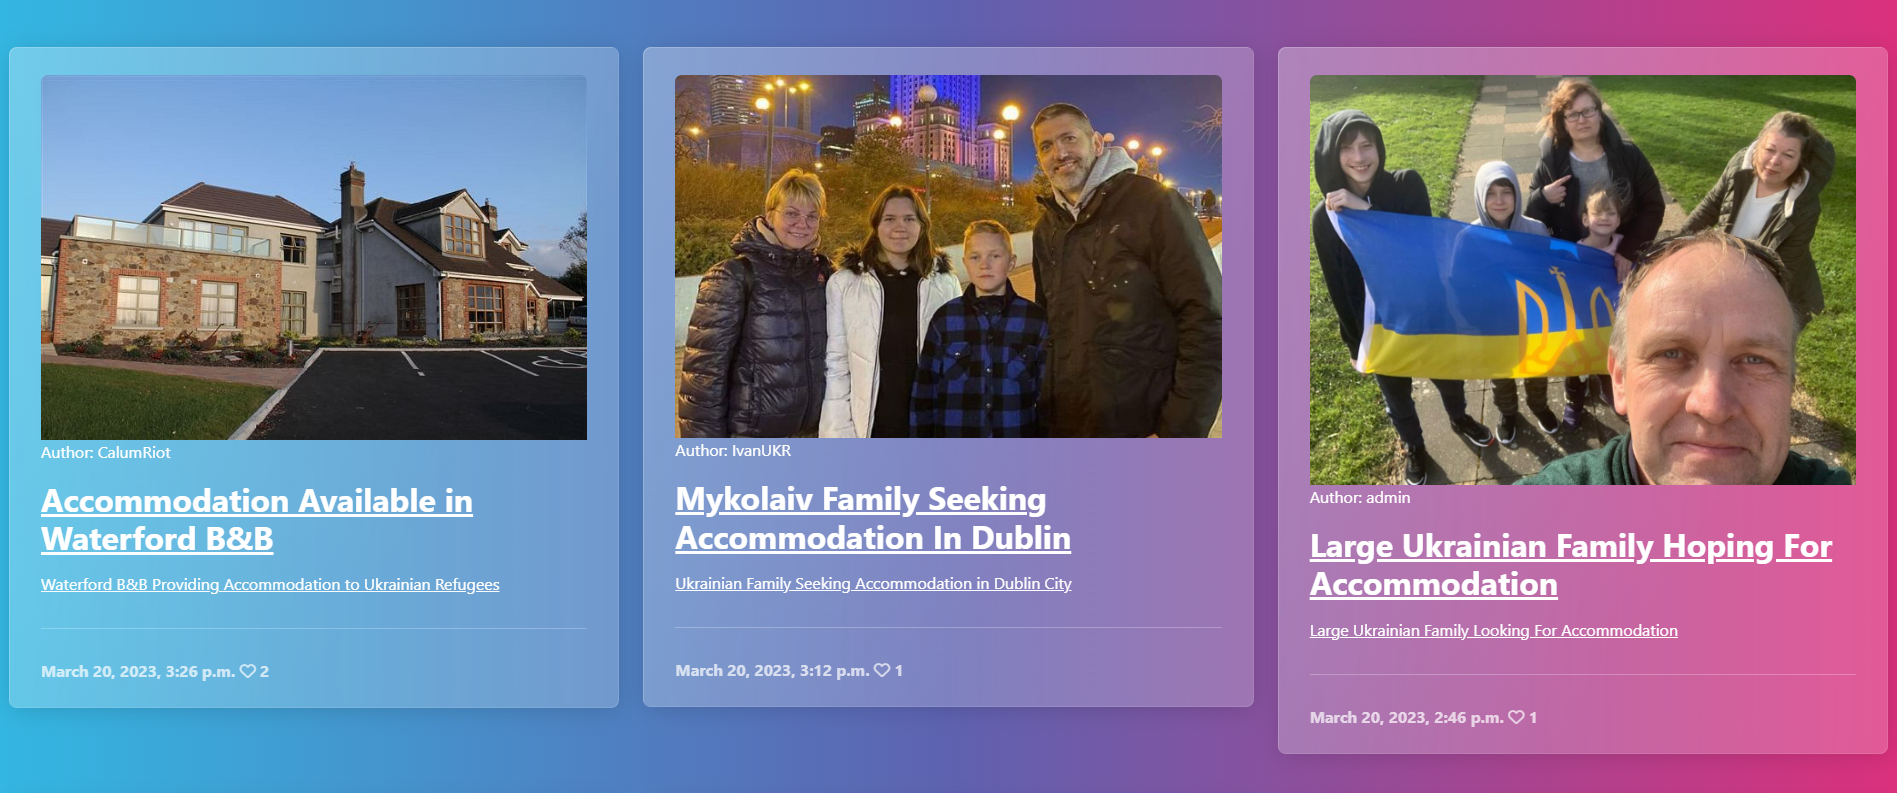 Author: CalumRiot
Accommodation Available in
Waterford B&B
Waterford B&B Providing Accommodation to Ukrainian Refugees
March 20, 2023, 3:26 p.m. 2
Author: IvanUKR
Mykolaiv Family Seeking
Accommodation In Dublin
Ukrainian Family Seeking Accommodation in Dublin City
March 20, 2023, 3:12 p.m. 1
Author: admin
Large Ukrainian Family Hoping For
Accommodation
Large Ukrainian Family Looking For Accommodation
March 20, 2023, 2:46 p.m. 1